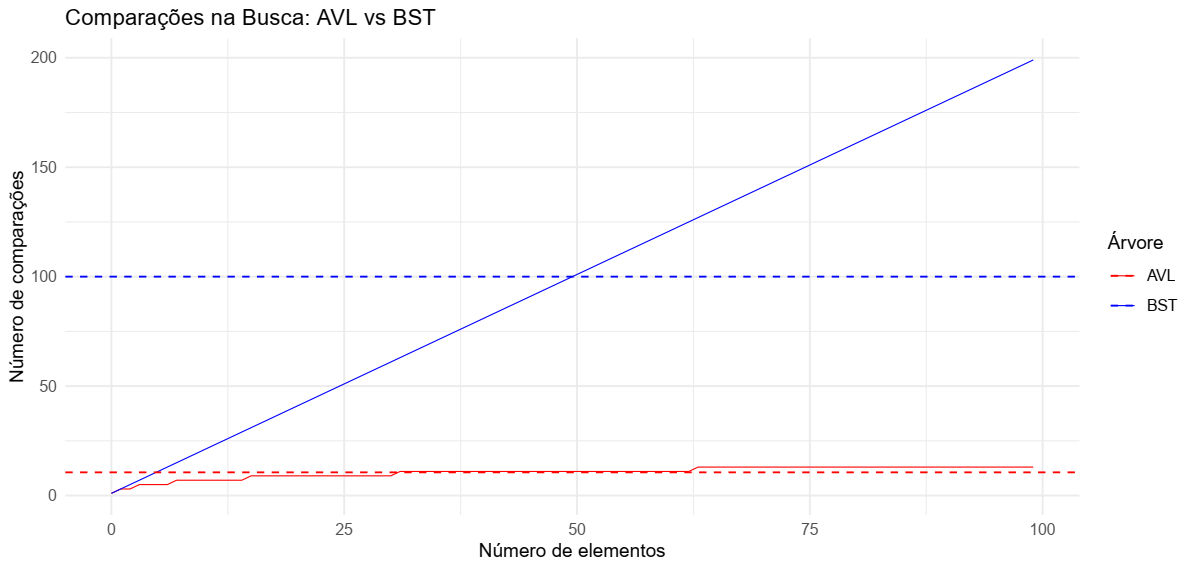 Comparações na Busca: AVL vs BST
Número de comparações
200
150
100
50
0
0 25 50 75 100
Número de elementos
Árvore
AVL
BST